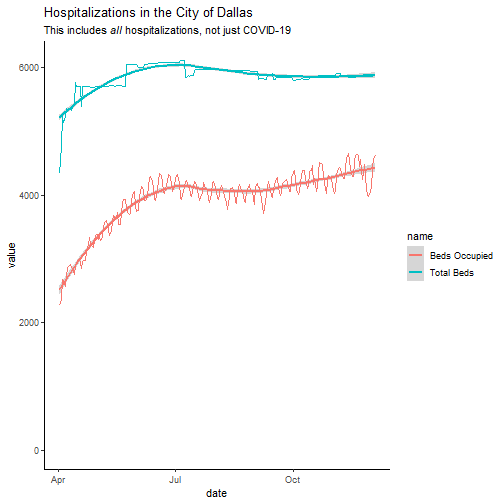 Hospitalizations in the City of Dallas
This includes all hospitalizations, not just COVID-19
6000
4000
2000
0
value
Apr
Jul
Oct
date
name
Beds Occupied
Total Beds